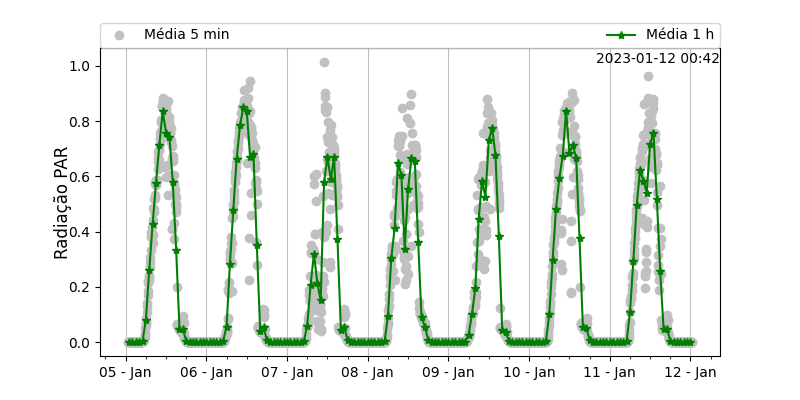 Média 5 min
Média 1 h
2023-01-12 00:42
Radiação PAR
1.0
0.8
0.6
0.4
0.2
0.0
05 - Jan
06 - Jan
07 - Jan
08 - Jan
09 - Jan
10 - Jan
11 - Jan
12 - Jan